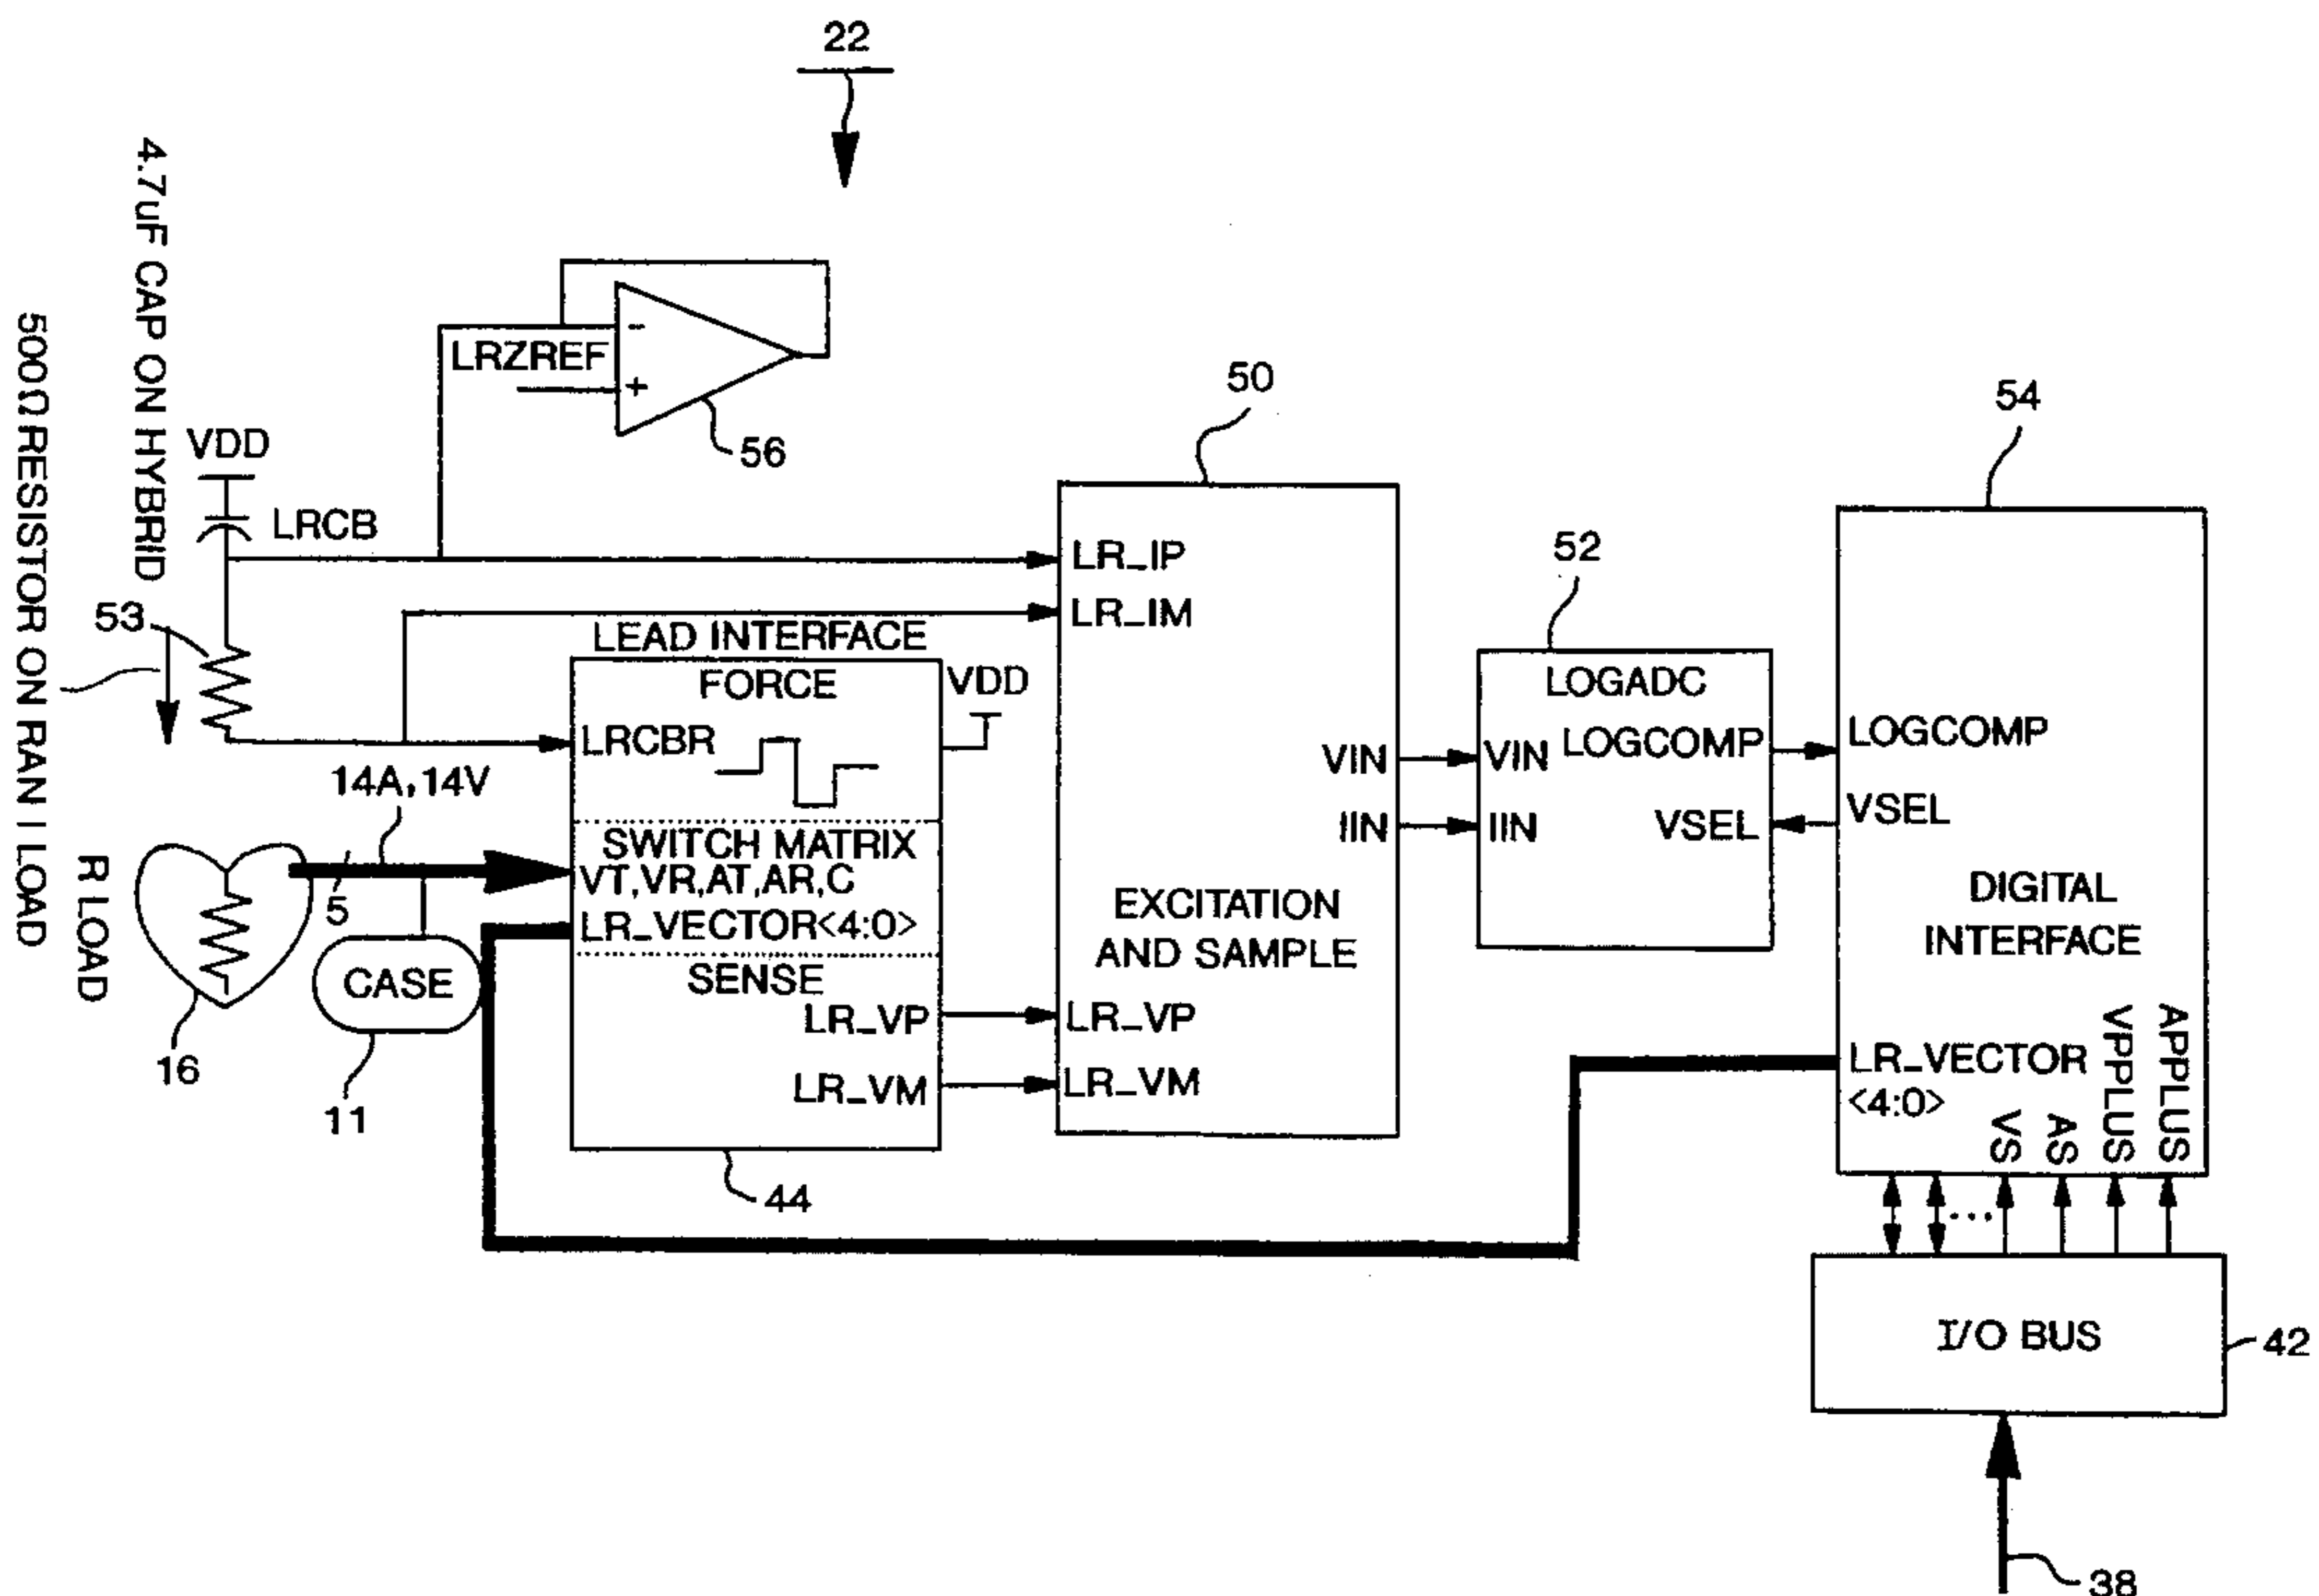 22
4.7uF CAP ON HYBRID
500Ω RESISTOR ON RAN I LOAD
LRZREF
-
+
56
VDD
LRCB
53
50
54
52
LR_IP
LR_IM
LEAD INTERFACE
FORCE
VDD
LRCBR
14A, 14V
SWITCH MATRIX
VT,VR,AT,AR,C
LR_VECTOR<4:0>
SENSE
LR_VP
LR_VM
44
R LOAD
5
CASE
16
11
VIN
IIN
EXCITATION
AND SAMPLE
LR_VP
LR_VM
LOGADC
VIN
LOGCOMP
IIN
VSEL
LOGCOMP
VSEL
DIGITAL
INTERFACE
LR_VECTOR
<4:0>
VS
AS
VPPLUS
APPLUS
...
I/O BUS
42
38